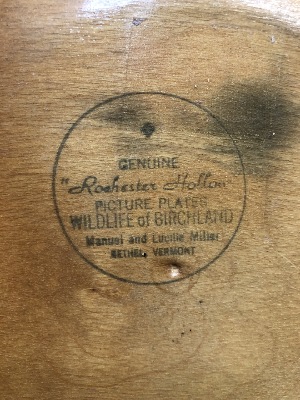 GENUINE
"Rochester Hollow"
PICTURE PLATES
WILDLIFE of BIRCHLAND
Manuel and Lucille Miller
BETHEL VERMONT